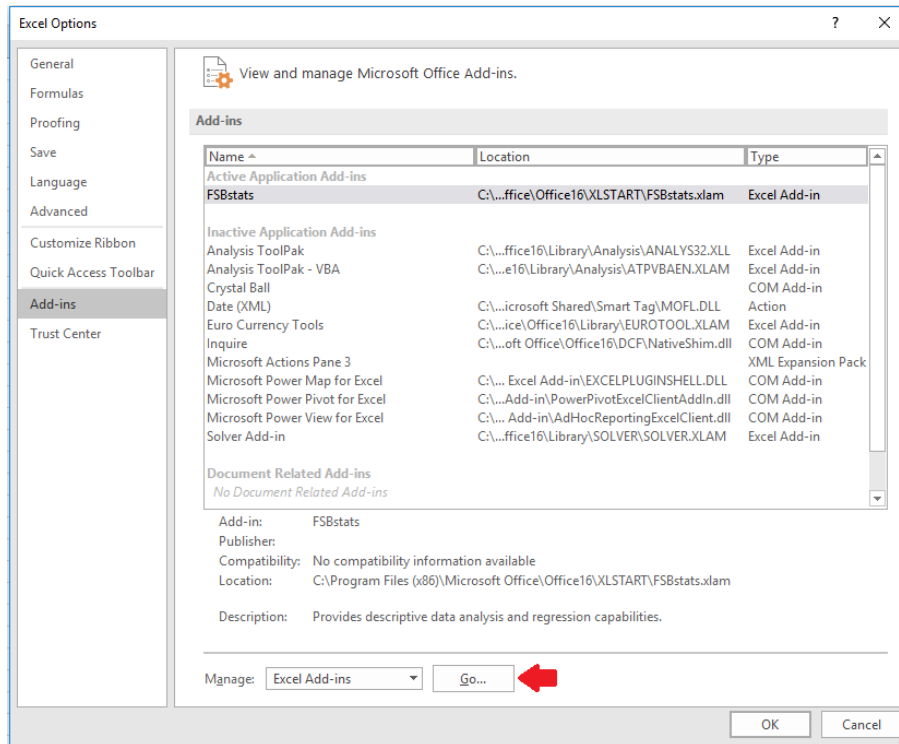 Excel Options ? ×
General
Formulas
Proofing
Save
Language
Advanced
Customize Ribbon
Quick Access Toolbar
Add-ins
Trust Center
View and manage Microsoft Office Add-ins.
Add-ins
Name Location Type
Active Application Add-ins
FSBstats C:\...ffice\Office16\XLSTART\FSBstats.xlam Excel Add-in
Inactive Application Add-ins
Analysis ToolPak C:\...ffice16\Library\Analysis\ANALYS32.XLL Excel Add-in
Analysis ToolPak - VBA C:\...e16\Library\Analysis\ATPVBAEN.XLAM Excel Add-in
Crystal Ball COM Add-in
Date (XML) C:\...icrosoft Shared\Smart Tag\MOFL.DLL Action
Euro Currency Tools C:\...ice\Office16\Library\EUROTOOL.XLAM Excel Add-in
Inquire C:\...oft Office\Office16\DCF\NativeShim.dll COM Add-in
Microsoft Actions Pane 3 XML Expansion Pack
Microsoft Power Map for Excel C:\... Excel Add-in\EXCELPLUGINSHELL.DLL COM Add-in
Microsoft Power Pivot for Excel C:\...Add-in\PowerPivotExcelClientAddIn.dll COM Add-in
Microsoft Power View for Excel C:\... Add-in\AdHocReportingExcelClient.dll COM Add-in
Solver Add-in C:\...ffice16\Library\SOLVER\SOLVER.XLAM Excel Add-in
Document Related Add-ins
No Document Related Add-ins
Add-in: FSBstats
Publisher:
Compatibility: No compatibility information available
Location: C:\Program Files (x86)\Microsoft Office\Office16\XLSTART\FSBstats.xlam
Description: Provides descriptive data analysis and regression capabilities.
Manage: Excel Add-ins Go...
OK Cancel